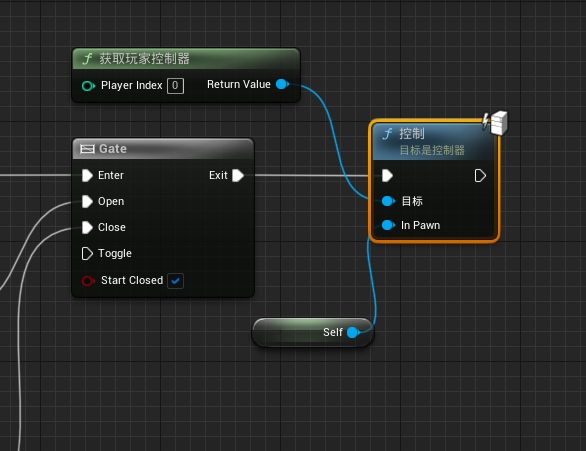 f 获取玩家控制器
Player Index 0 Return Value
Gate
Enter Exit
Open
Close
Toggle
Start Closed
f 控制
目标是控制器
目标
In Pawn
Self